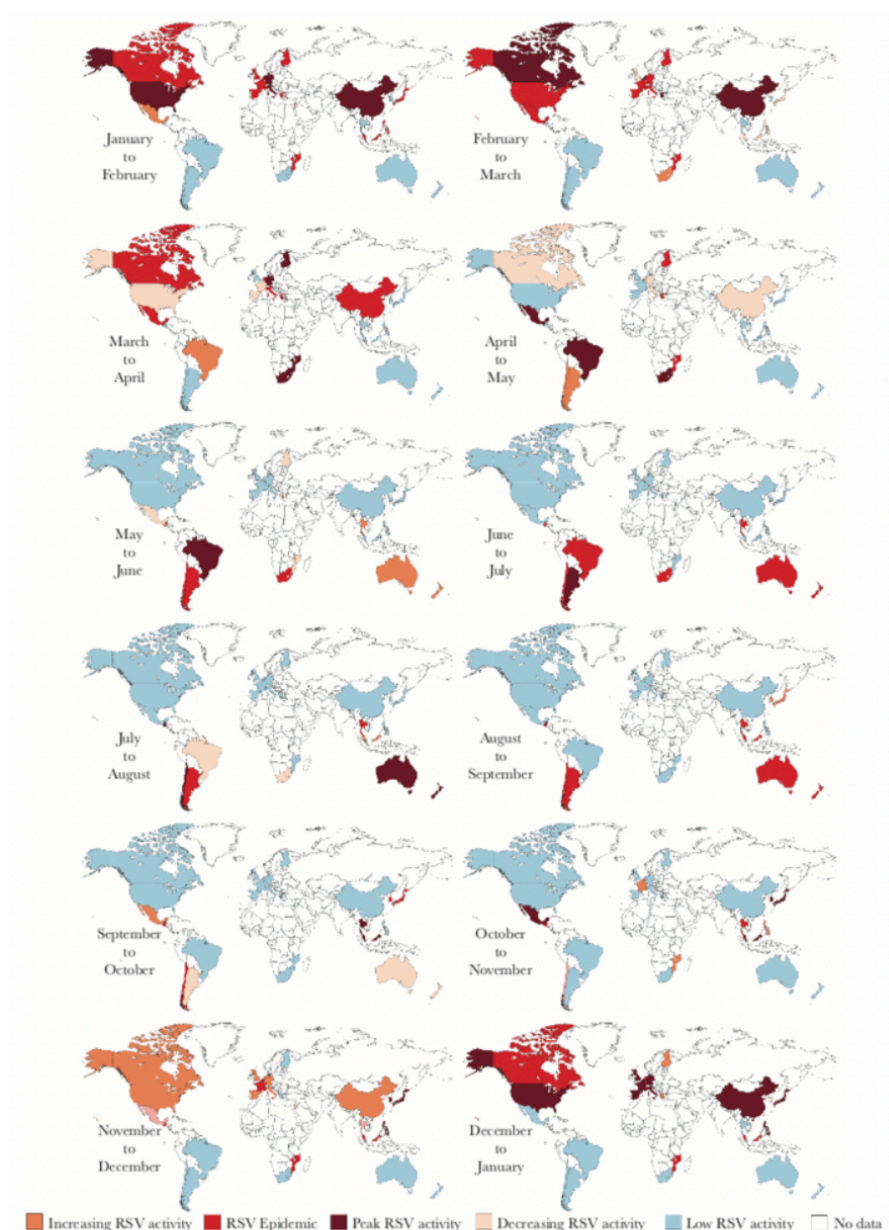 January
to
February
February
to
March
March
to
April
April
to
May
May
to
June
June
to
July
July
to
August
August
to
September
September
to
October
October
to
November
November
to
December
December
to
January
Increasing RSV activity RSV Epidemic Peak RSV activity Decreasing RSV activity Low RSV activity No data